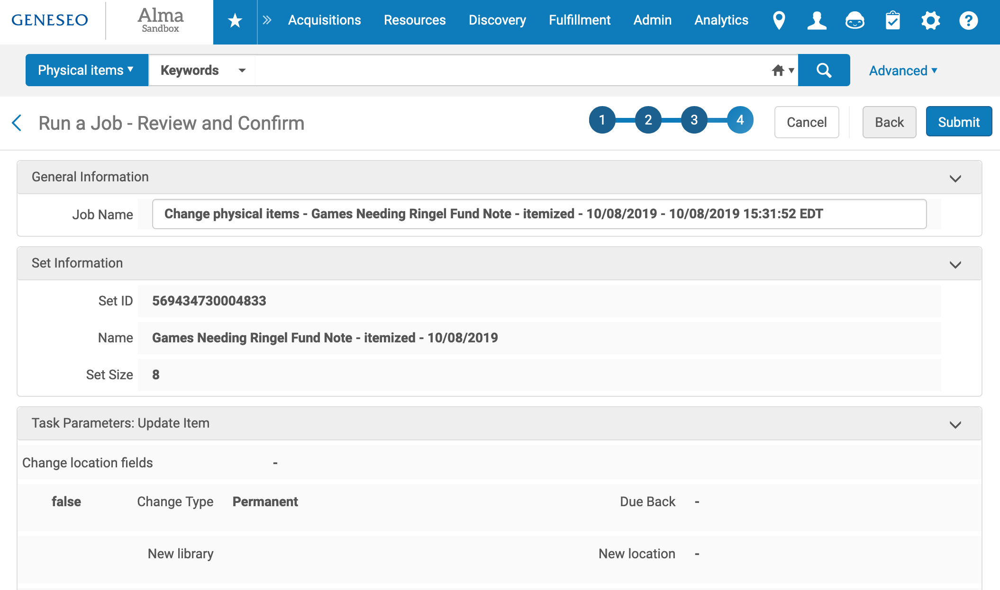 GENESEO
Alma
Sandbox
Acquisitions Resources Discovery Fulfillment Admin Analytics ?
Physical items Keywords Advanced
Run a Job - Review and Confirm 1 2 3 4 Cancel Back Submit
General Information
Job Name Change physical items - Games Needing Ringel Fund Note - itemized - 10/08/2019 - 10/08/2019 15:31:52 EDT
Set Information
Set ID 569434730004833
Name Games Needing Ringel Fund Note - itemized - 10/08/2019
Set Size 8
Task Parameters: Update Item
Change location fields -
false Change Type Permanent Due Back -
New library New location -